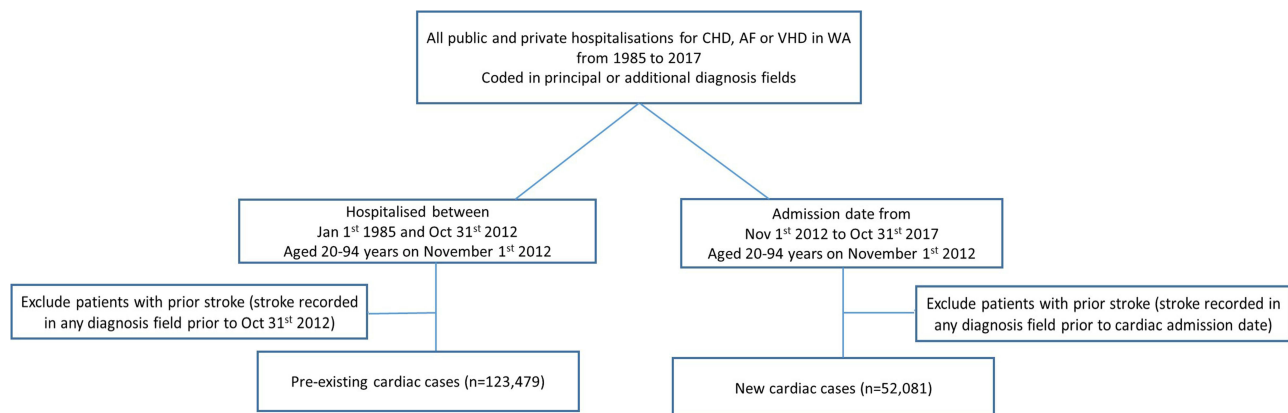 All public and private hospitalisations for CHD, AF or VHD in WA
from 1985 to 2017
Coded in principal or additional diagnosis fields
Hospitalised between
Jan 1st 1985 and Oct 31st 2012
Aged 20-94 years on November 1st 2012
Admission date from
Nov 1st 2012 to Oct 31st 2017
Aged 20-94 years on November 1st 2012
Exclude patients with prior stroke (stroke recorded
in any diagnosis field prior to Oct 31st 2012)
Exclude patients with prior stroke (stroke recorded in
any diagnosis field prior to cardiac admission date)
Pre-existing cardiac cases (n=123,479)
New cardiac cases (n=52,081)